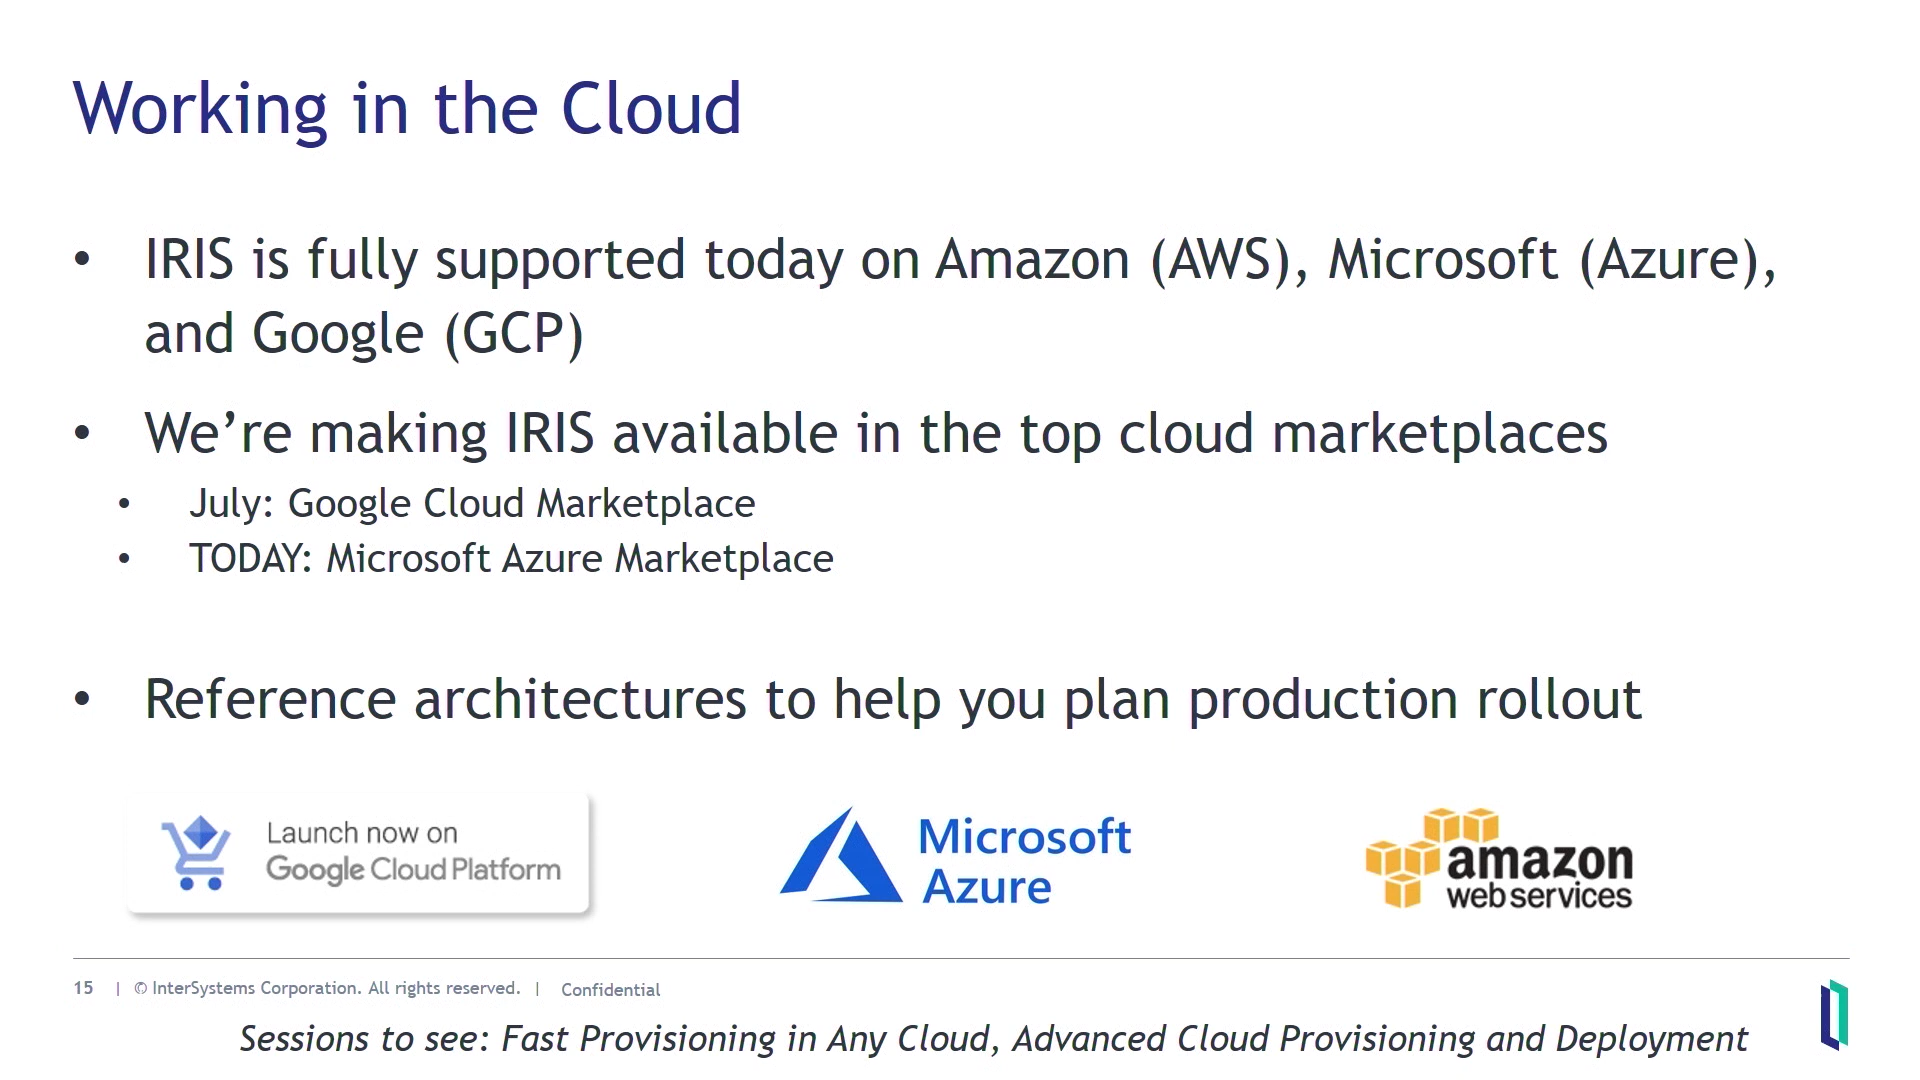 Working in the Cloud
• IRIS is fully supported today on Amazon (AWS), Microsoft (Azure),
and Google (GCP)
• We’re making IRIS available in the top cloud marketplaces
• July: Google Cloud Marketplace
• TODAY: Microsoft Azure Marketplace
• Reference architectures to help you plan production rollout
Launch now on
Google Cloud Platform
Microsoft
Azure
amazon
web services
15 | © InterSystems Corporation. All rights reserved. | Confidential
Sessions to see: Fast Provisioning in Any Cloud, Advanced Cloud Provisioning and Deployment